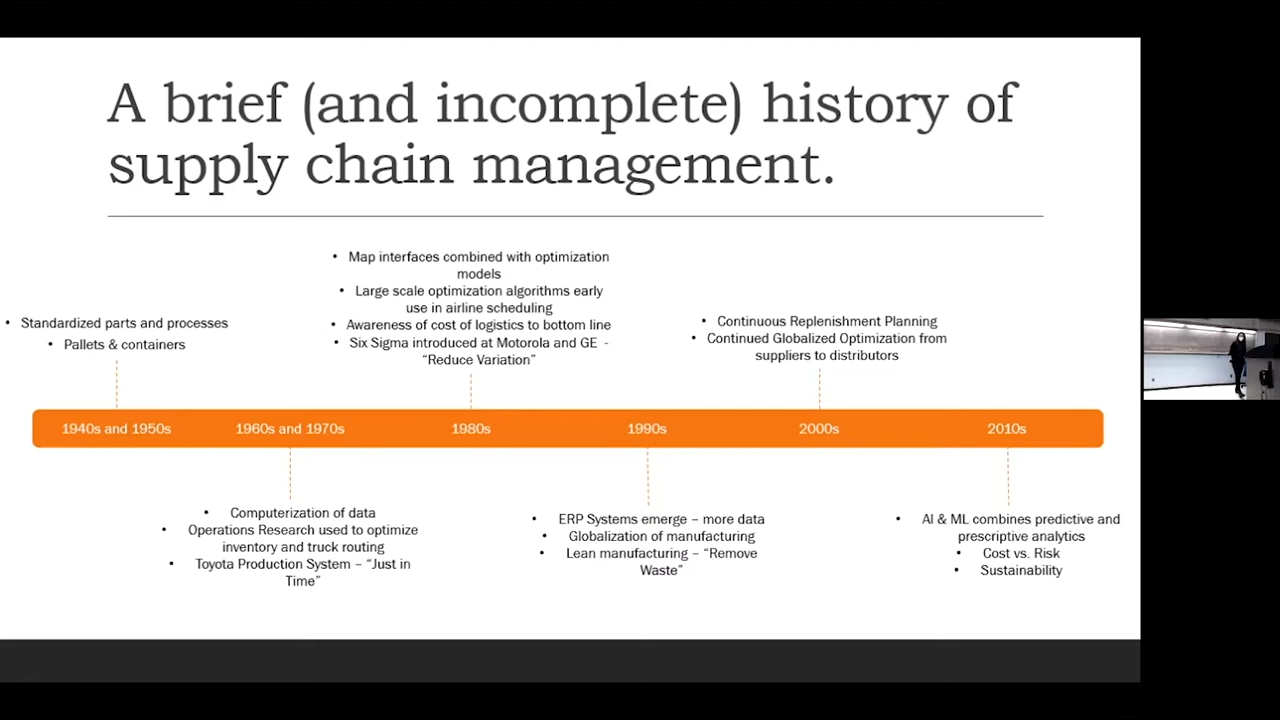 A brief (and incomplete) history of
supply chain management.
• Map interfaces combined with optimization
models
• Large scale optimization algorithms early
use in airline scheduling
• Awareness of cost of logistics to bottom line
• Six Sigma introduced at Motorola and GE -
“Reduce Variation”
• Standardized parts and processes
• Pallets & containers
• Continuous Replenishment Planning
• Continued Globalized Optimization from
suppliers to distributors
1940s and 1950s
1960s and 1970s
1980s
1990s
2000s
2010s
• Computerization of data
• Operations Research used to optimize
inventory and truck routing
• Toyota Production System – “Just in
Time”
• ERP Systems emerge – more data
• Globalization of manufacturing
• Lean manufacturing – “Remove
Waste”
• AI & ML combines predictive and
prescriptive analytics
• Cost vs. Risk
• Sustainability